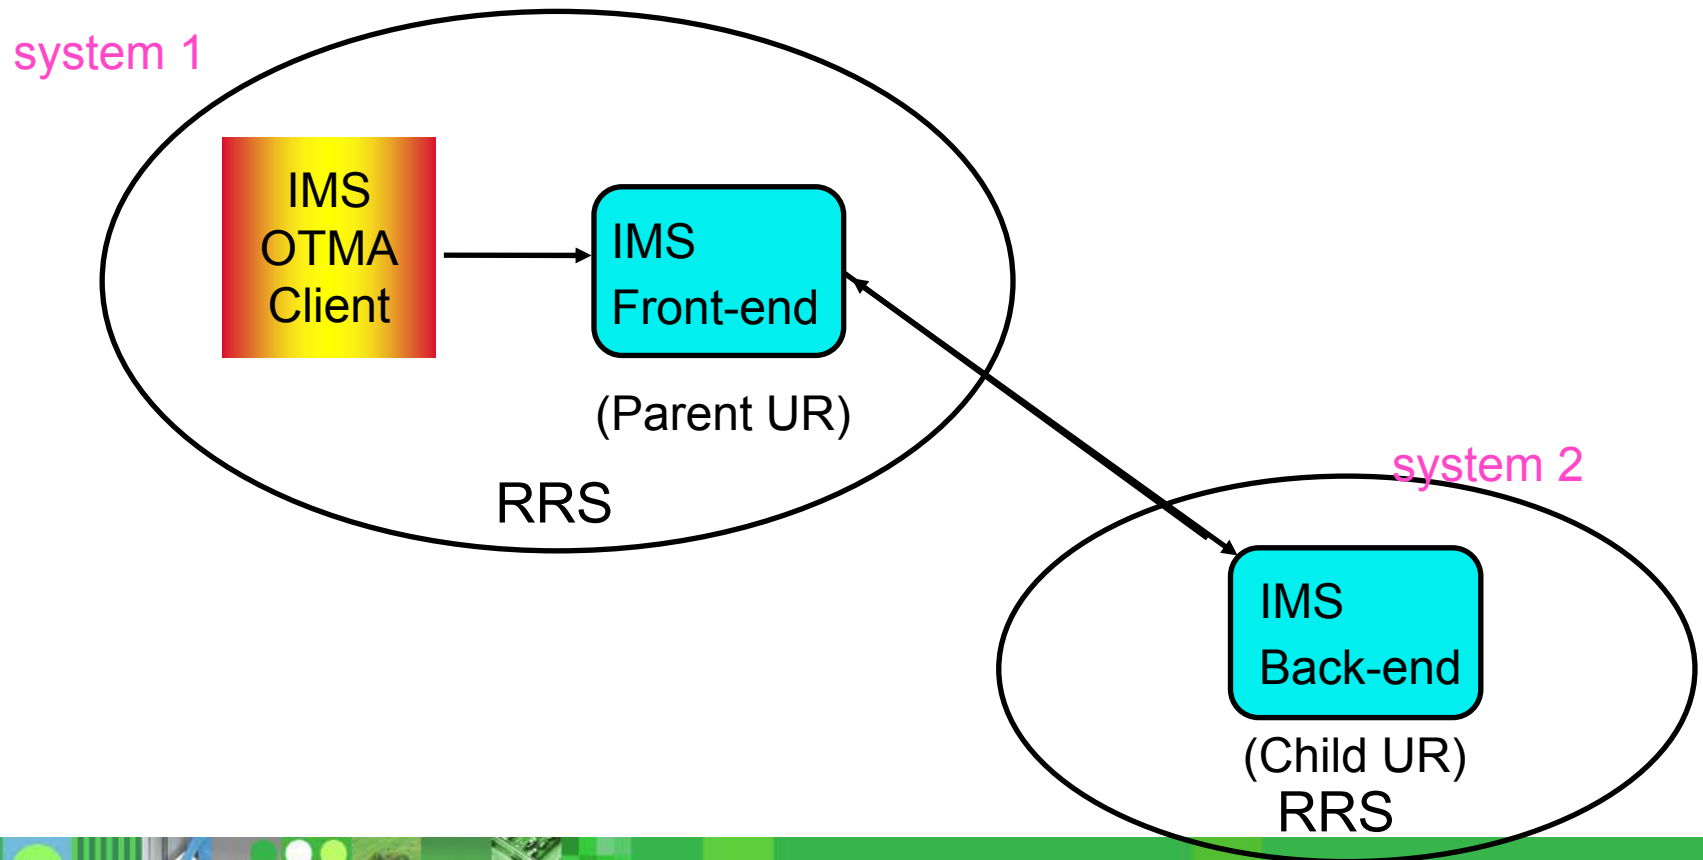 system 1
IMS
OTMA
Client
IMS
Front-end
(Parent UR)
RRS
system 2
IMS
Back-end
(Child UR)
RRS